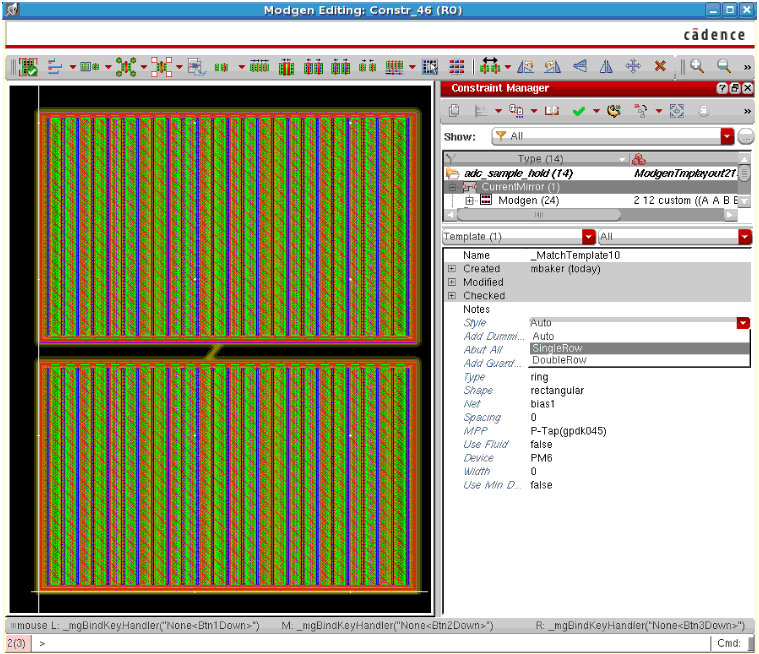 Modgen Editing: Constr_46 (R0)
cādence
»
Constraint Manager
»
Show: All ...
Type (14)
adc_sample_hold (14) ModgenTmplayout21
CurrentMirror (1)
Modgen (24) 2 12 custom ((A A B B
Template (1) All
Name _MatchTemplate10
Created mbaker (today)
Modified
Checked
Notes
Style Auto
Add Dummi... Auto
Abut All SingleRow
Add Guard... DoubleRow
Type ring
Shape rectangular
Net bias1
Spacing 0
MPP P-Tap(gpdk045)
Use Fluid false
Device PM6
Width 0
Use Min D... false
mouse L: _mgBindKeyHandler("None<Btn1Down>") M: _mgBindKeyHandler("None<Btn2Down>") R: _mgBindKeyHandler("None<Btn3Down>")
2(3) > Cmd: